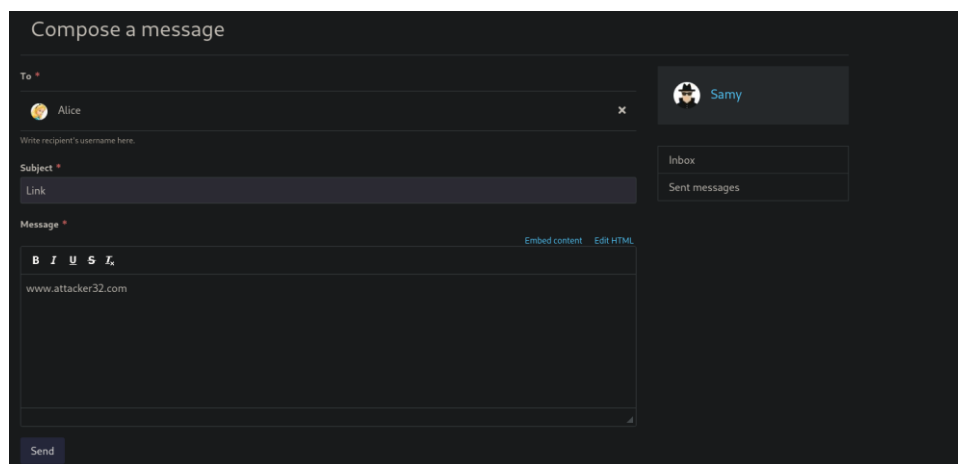 Compose a message
To *
Alice
Write recipient's username here.
Subject *
Link
Message *
Embed content Edit HTML
B I U S Tx
www.attacker32.com
Send
Samy
Inbox
Sent messages